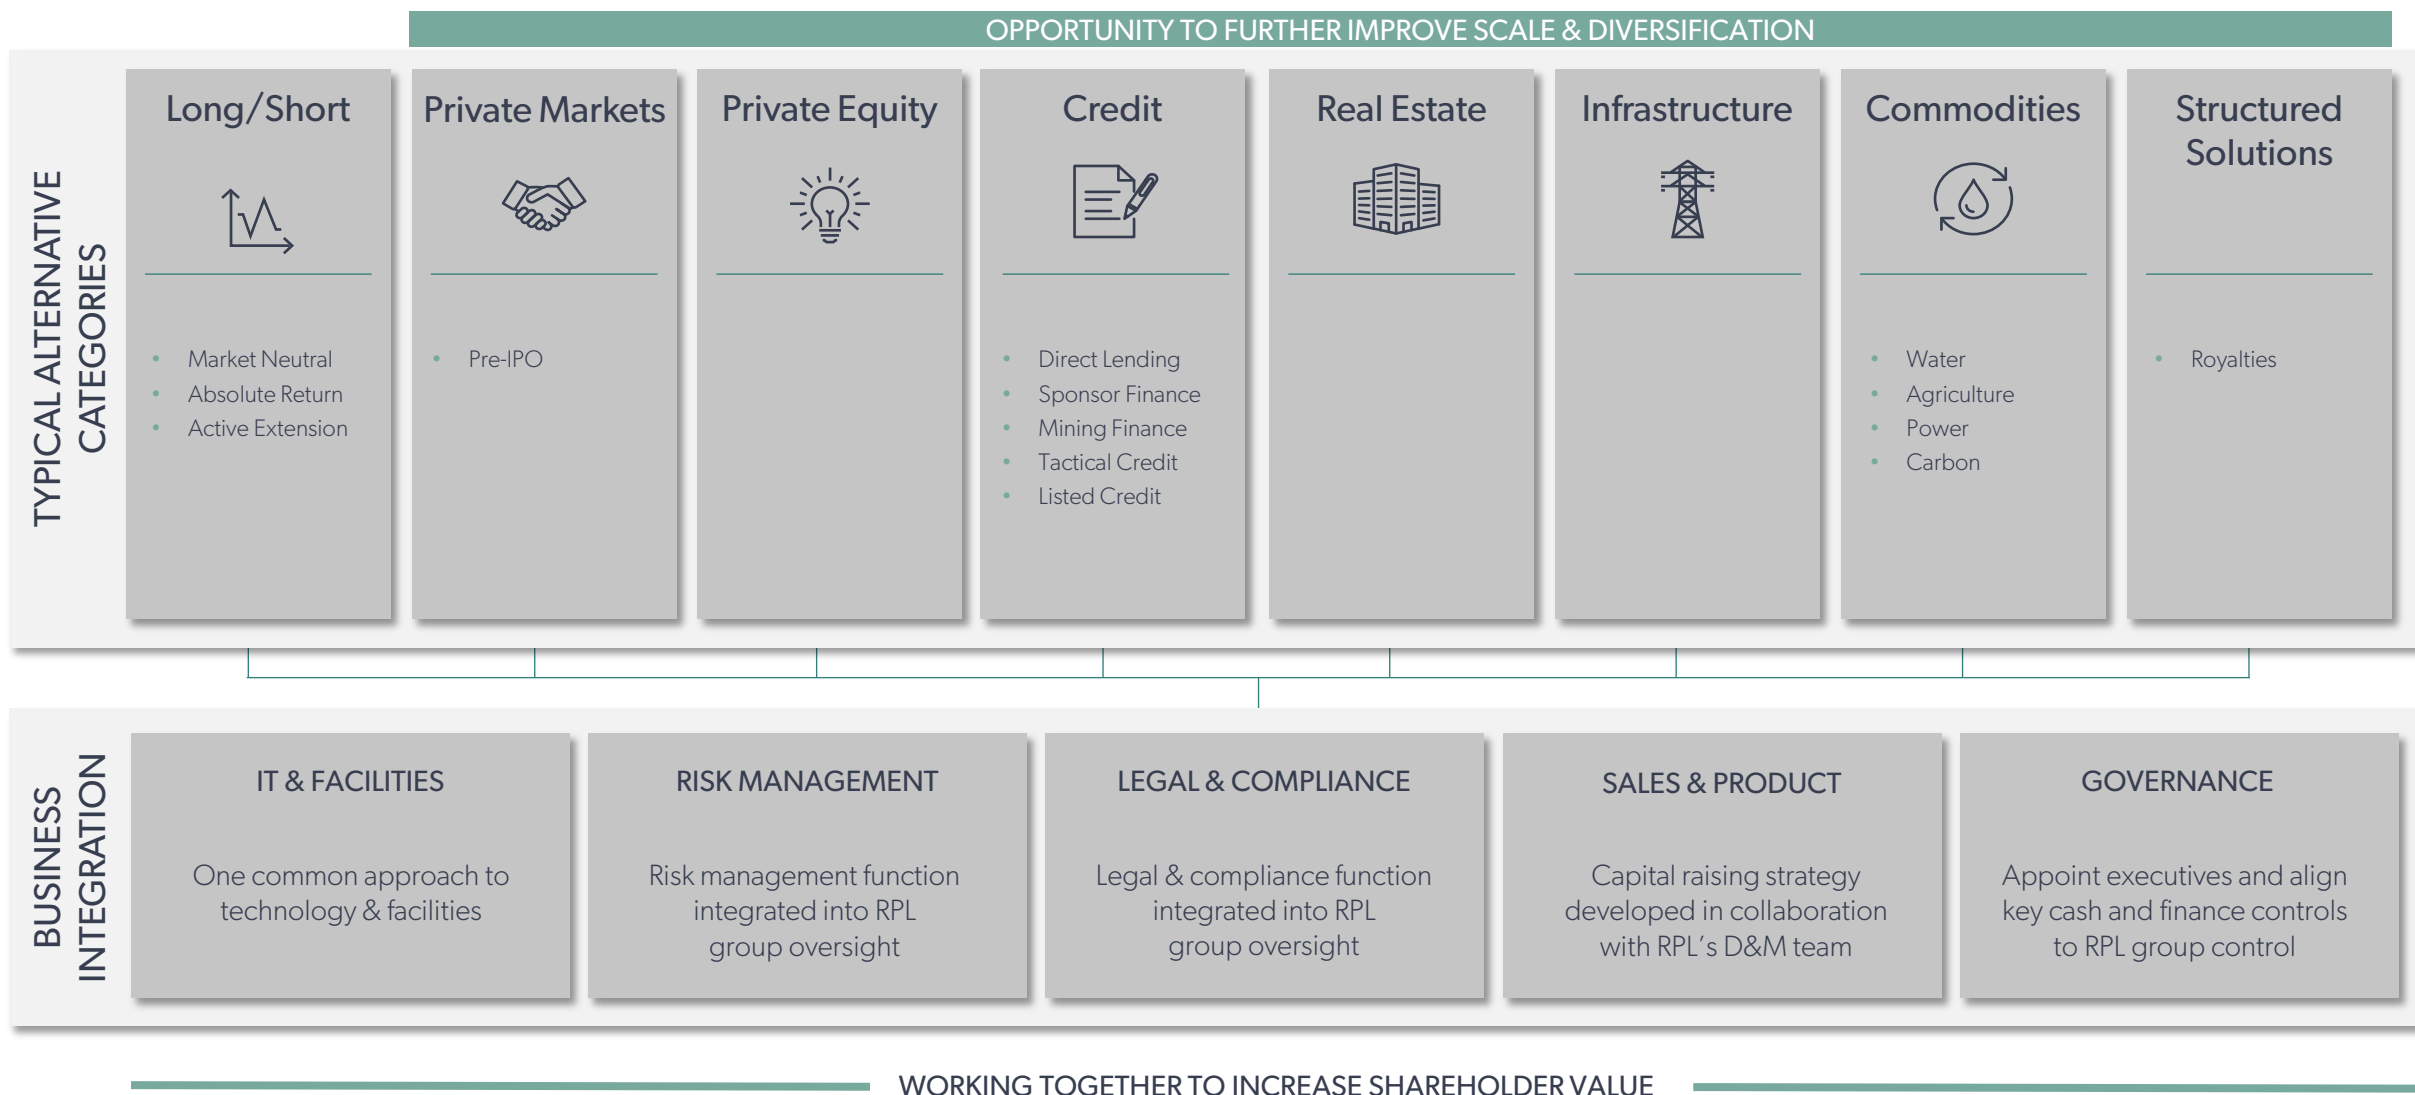 OPPORTUNITY TO FURTHER IMPROVE SCALE & DIVERSIFICATION
TYPICAL ALTERNATIVE
CATEGORIES
Long/Short
Market Neutral
Absolute Return
Active Extension
Private Markets
Pre-IPO
Private Equity
Credit
Direct Lending
Sponsor Finance
Mining Finance
Tactical Credit
Listed Credit
Real Estate
Infrastructure
Commodities
Water
Agriculture
Power
Carbon
Structured
Solutions
Royalties
BUSINESS
INTEGRATION
IT & FACILITIES
One common approach to
technology & facilities
RISK MANAGEMENT
Risk management function
integrated into RPL
group oversight
LEGAL & COMPLIANCE
Legal & compliance function
integrated into RPL
group oversight
SALES & PRODUCT
Capital raising strategy
developed in collaboration
with RPL's D&M team
GOVERNANCE
Appoint executives and align
key cash and finance controls
to RPL group control
WORKING TOGETHER TO INCREASE SHAREHOLDER VALUE